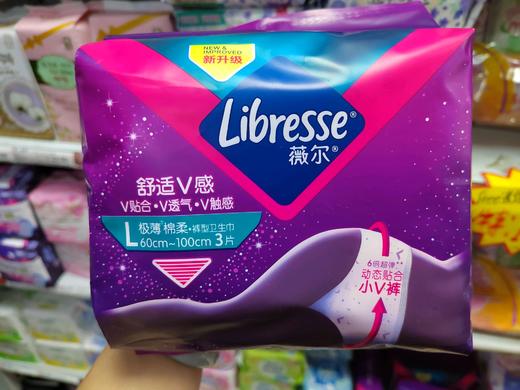 NEW & IMPROVED
新升级
Libresse®
薇尔®
舒适V感
V贴合·V透气·V触感
L 极薄 棉柔·裤型卫生巾
60cm~100cm 3片
6倍超弹
动态贴合
小V裤